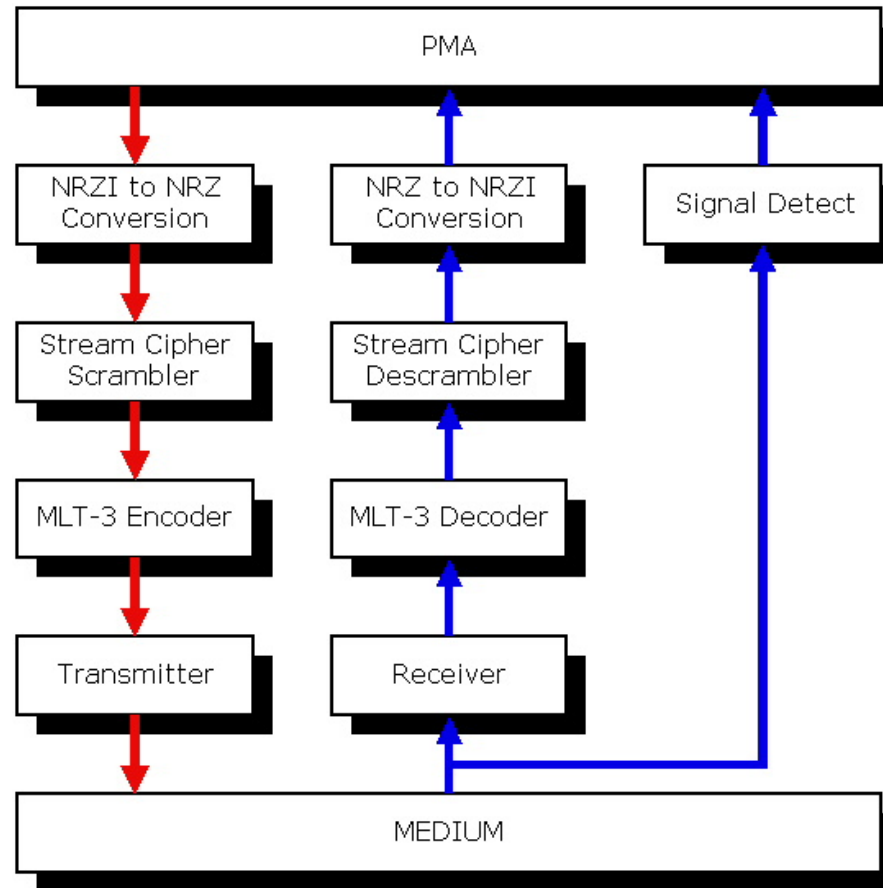 PMA
NRZI to NRZ
Conversion
NRZ to NRZI
Conversion
Signal Detect
Stream Cipher
Scrambler
Stream Cipher
Descrambler
MLT-3 Encoder
MLT-3 Decoder
Transmitter
Receiver
MEDIUM